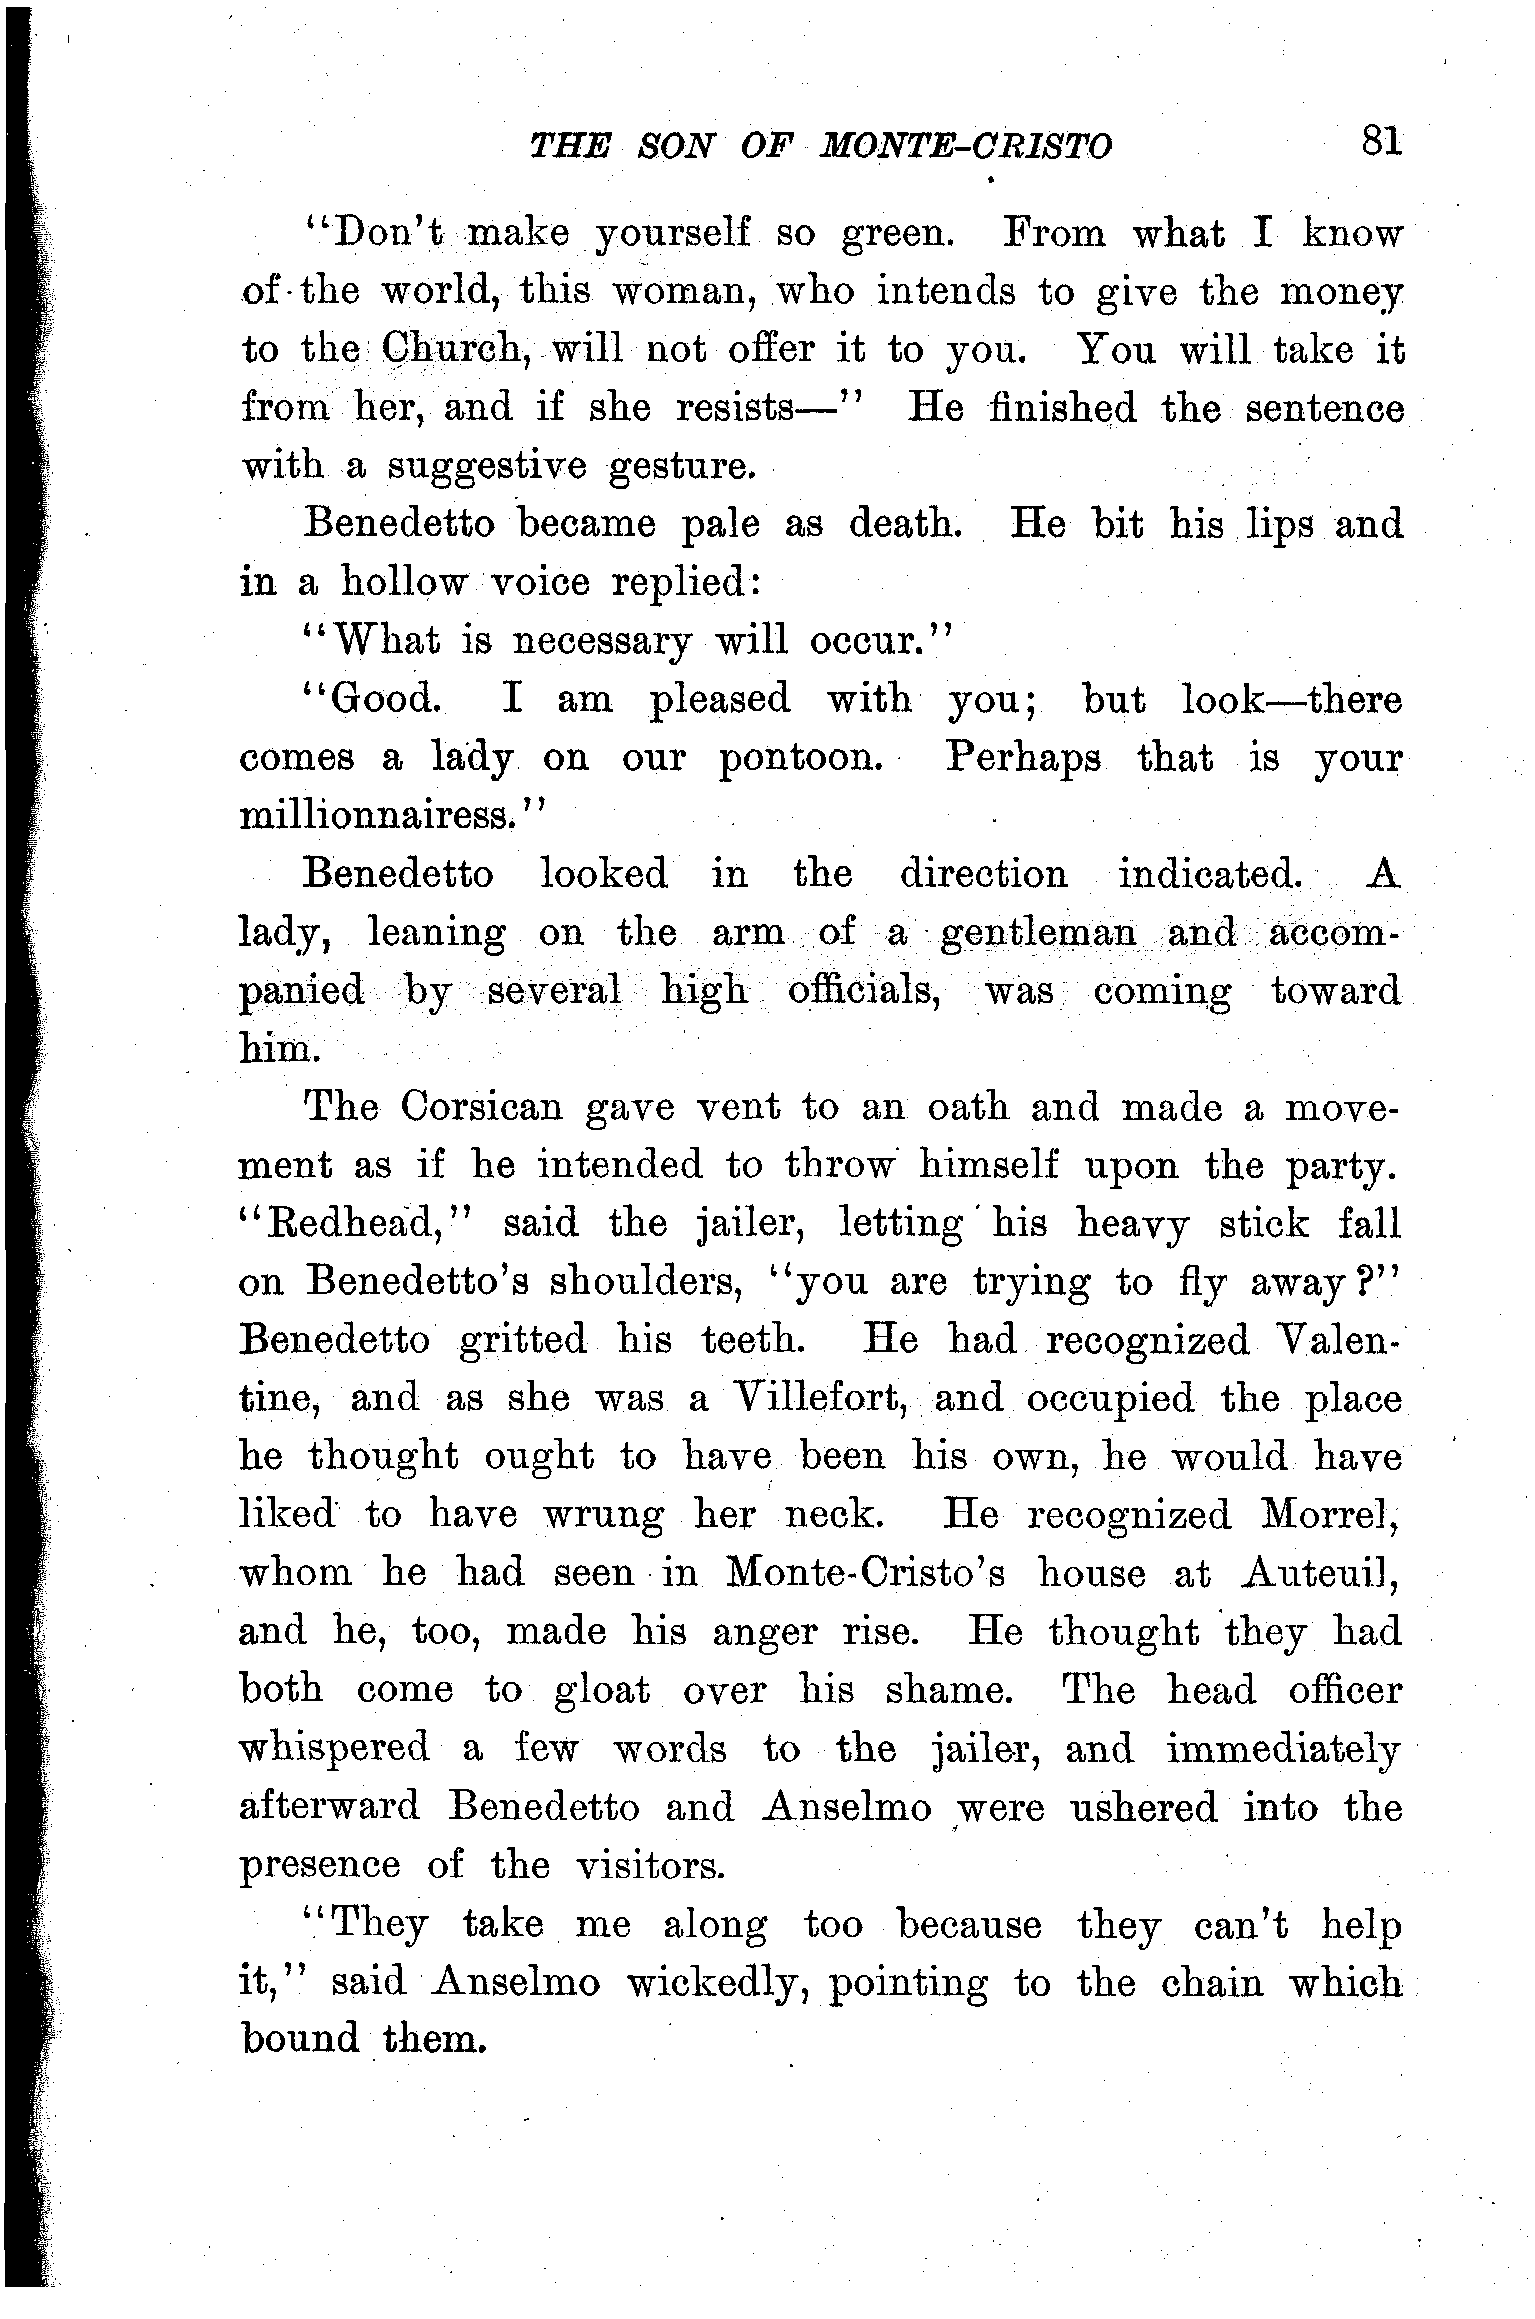 THE SON OF MONTE-CRISTO 81
"Don't make yourself so green. From what I know
of the world, this woman, who intends to give the money
to the Church, will not offer it to you. You will take it
from her, and if she resists—" He finished the sentence
with a suggestive gesture.
Benedetto became pale as death. He bit his lips and
in a hollow voice replied:
"What is necessary will occur."
"Good. I am pleased with you; but look—there
comes a lady on our pontoon. Perhaps that is your
millionnairess."
Benedetto looked in the direction indicated. A
lady, leaning on the arm of a gentleman and accom-
panied by several high officials, was coming toward
him.
The Corsican gave vent to an oath and made a move-
ment as if he intended to throw himself upon the party.
"Redhead," said the jailer, letting his heavy stick fall
on Benedetto's shoulders, "you are trying to fly away?"
Benedetto gritted his teeth. He had recognized Valen-
tine, and as she was a Villefort, and occupied the place
he thought ought to have been his own, he would have
liked to have wrung her neck. He recognized Morrel,
whom he had seen in Monte-Cristo's house at Auteuil,
and he, too, made his anger rise. He thought they had
both come to gloat over his shame. The head officer
whispered a few words to the jailer, and immediately
afterward Benedetto and Anselmo were ushered into the
presence of the visitors.
"They take me along too because they can't help
it," said Anselmo wickedly, pointing to the chain which
bound them.